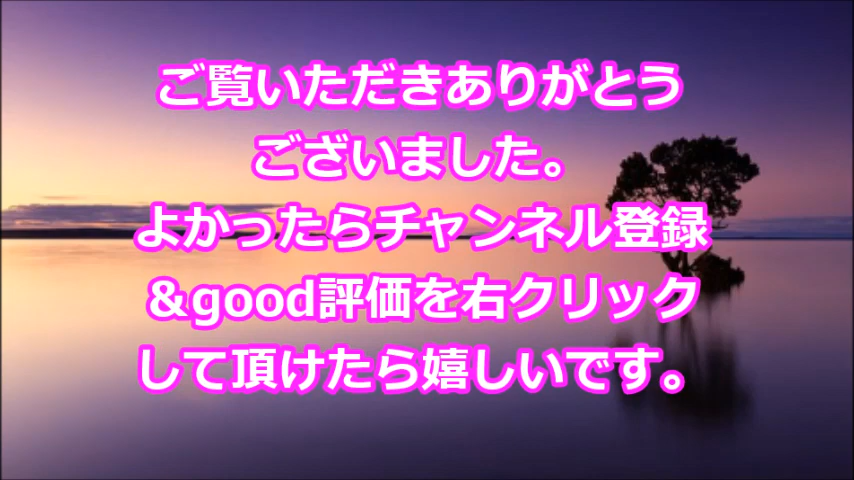 ご覧いただきありがとう
ございました。
よかったらチャンネル登録
＆good評価を右クリック
して頂けたら嬉しいです。